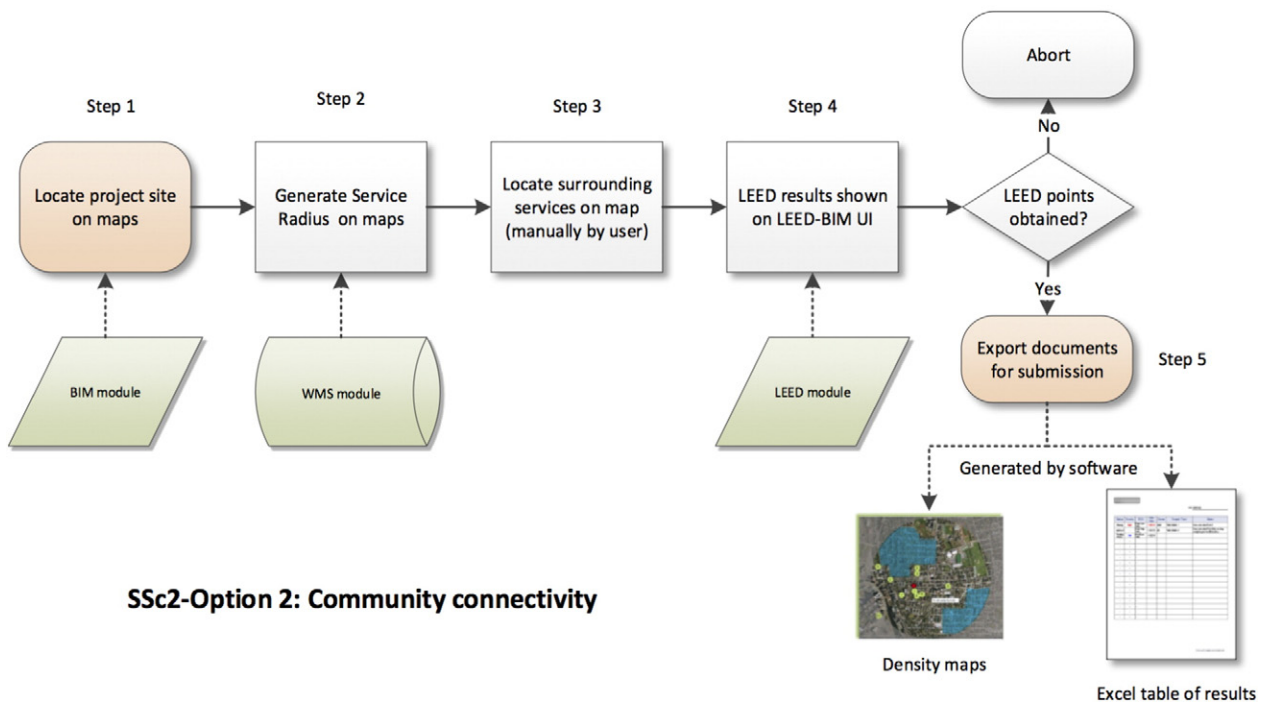 Step 1
Step 2
Step 3
Step 4
Abort
No
Locate project site
on maps
Generate Service
Radius on maps
Locate surrounding
services on map
(manually by user)
LEED results shown
on LEED-BIM UI
LEED points
obtained?
Yes
BIM module
WMS module
LEED module
Export documents
for submission
Step 5
Generated by software
SSc2-Option 2: Community connectivity
Density maps
Excel table of results